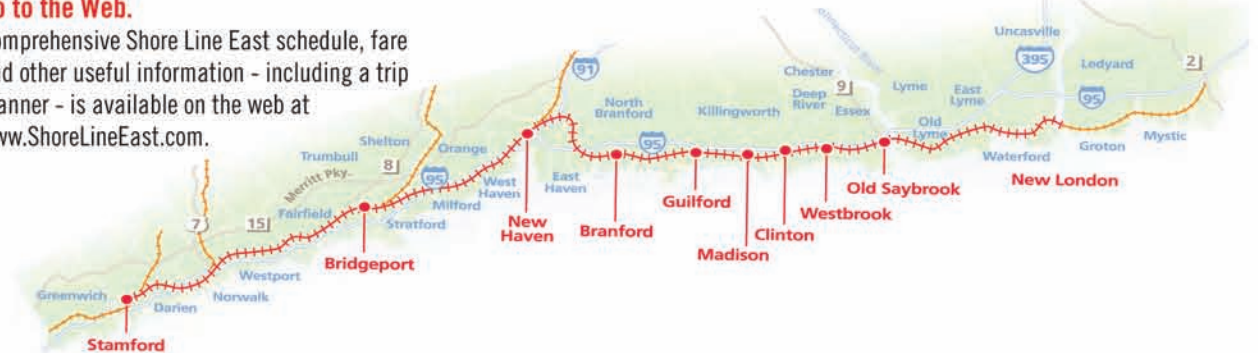 to the Web.
omprehensive Shore Line East schedule, fare
d other useful information - including a trip
anner - is available on the web at
ww.ShoreLineEast.com.
Connecticut River
Uncasville
395
Ledyard
2
91
Chester
9
Deep
River
Essex
Lyme
East
Lyme
95
North
Branford
Killingworth
Old
Lyme
Mystic
Groton
Waterford
New London
Shelton
Orange
Trumbull
8
Merritt Pky.
95
95
East
Haven
West
Haven
Milford
Stratford
Fairfield
7
15
Old Saybrook
Guilford
Westbrook
New
Haven
Branford
Clinton
Madison
Bridgeport
Westport
Norwalk
Greenwich
Darien
Stamford